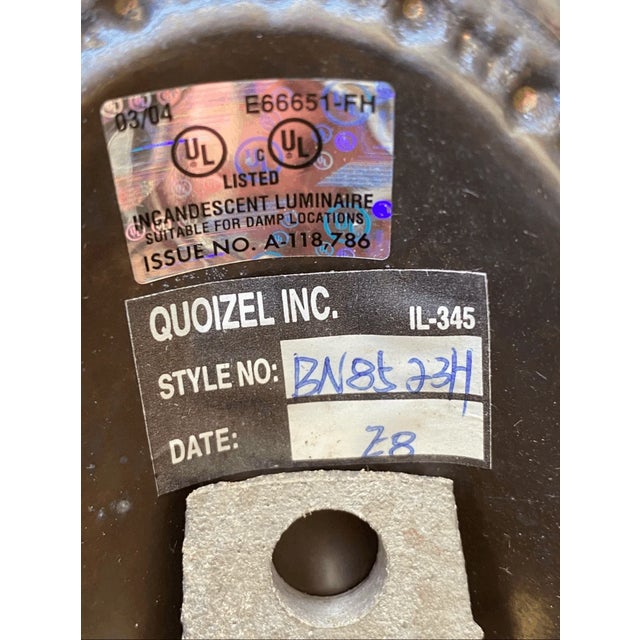 03/04 E66651-FH
UL C UL
LISTED
INCANDESCENT LUMINAIRE
SUITABLE FOR DAMP LOCATIONS
ISSUE NO. A-118,786
QUOIZEL INC. IL-345
STYLE NO: BN8523H
DATE: Z8